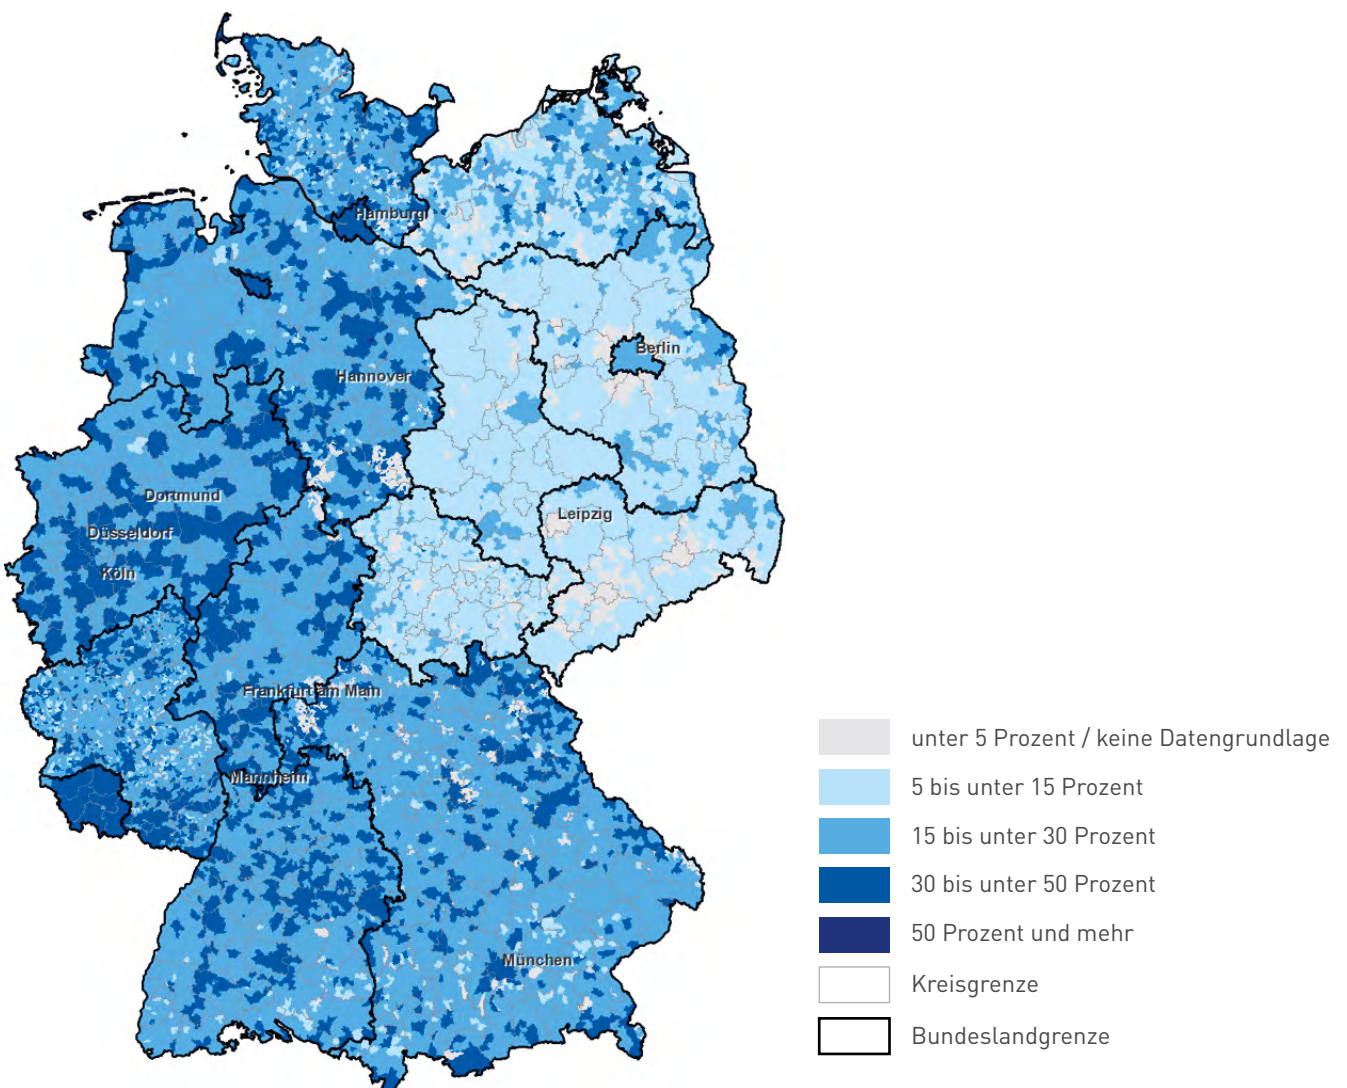 Hamburg
Berlin
Hannover
Dortmund
Leipzig
Düsseldorf
Köln
Frankfurt am Main
Mannheim
München
unter 5 Prozent / keine Datengrundlage
5 bis unter 15 Prozent
15 bis unter 30 Prozent
30 bis unter 50 Prozent
50 Prozent und mehr
Kreisgrenze
Bundeslandgrenze